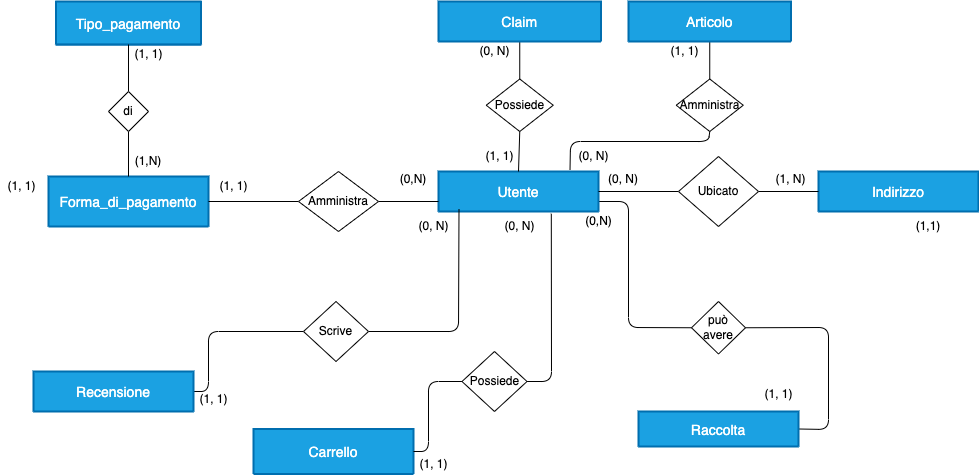 Tipo_pagamento
Claim
Articolo
(1, 1)
(0, N)
(1, 1)
di
Possiede
Amministra
(1,N)
(1, 1)
(0, N)
(1, 1)
Forma_di_pagamento
(1, 1)
Amministra
(0,N)
Utente
(0, N)
Ubicato
(1, N)
Indirizzo
(0, N)
(0, N)
(0,N)
(1,1)
Scrive
può
avere
Recensione
(1, 1)
Possiede
(1, 1)
Raccolta
Carrello
(1, 1)